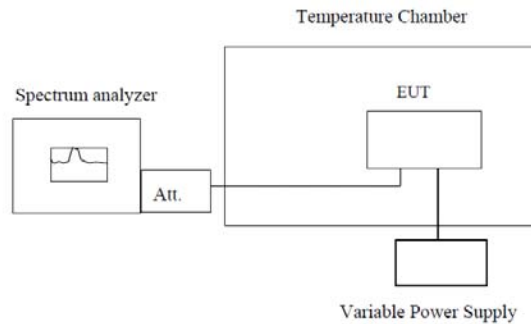 Temperature Chamber
Spectrum analyzer
EUT
Att.
Variable Power Supply